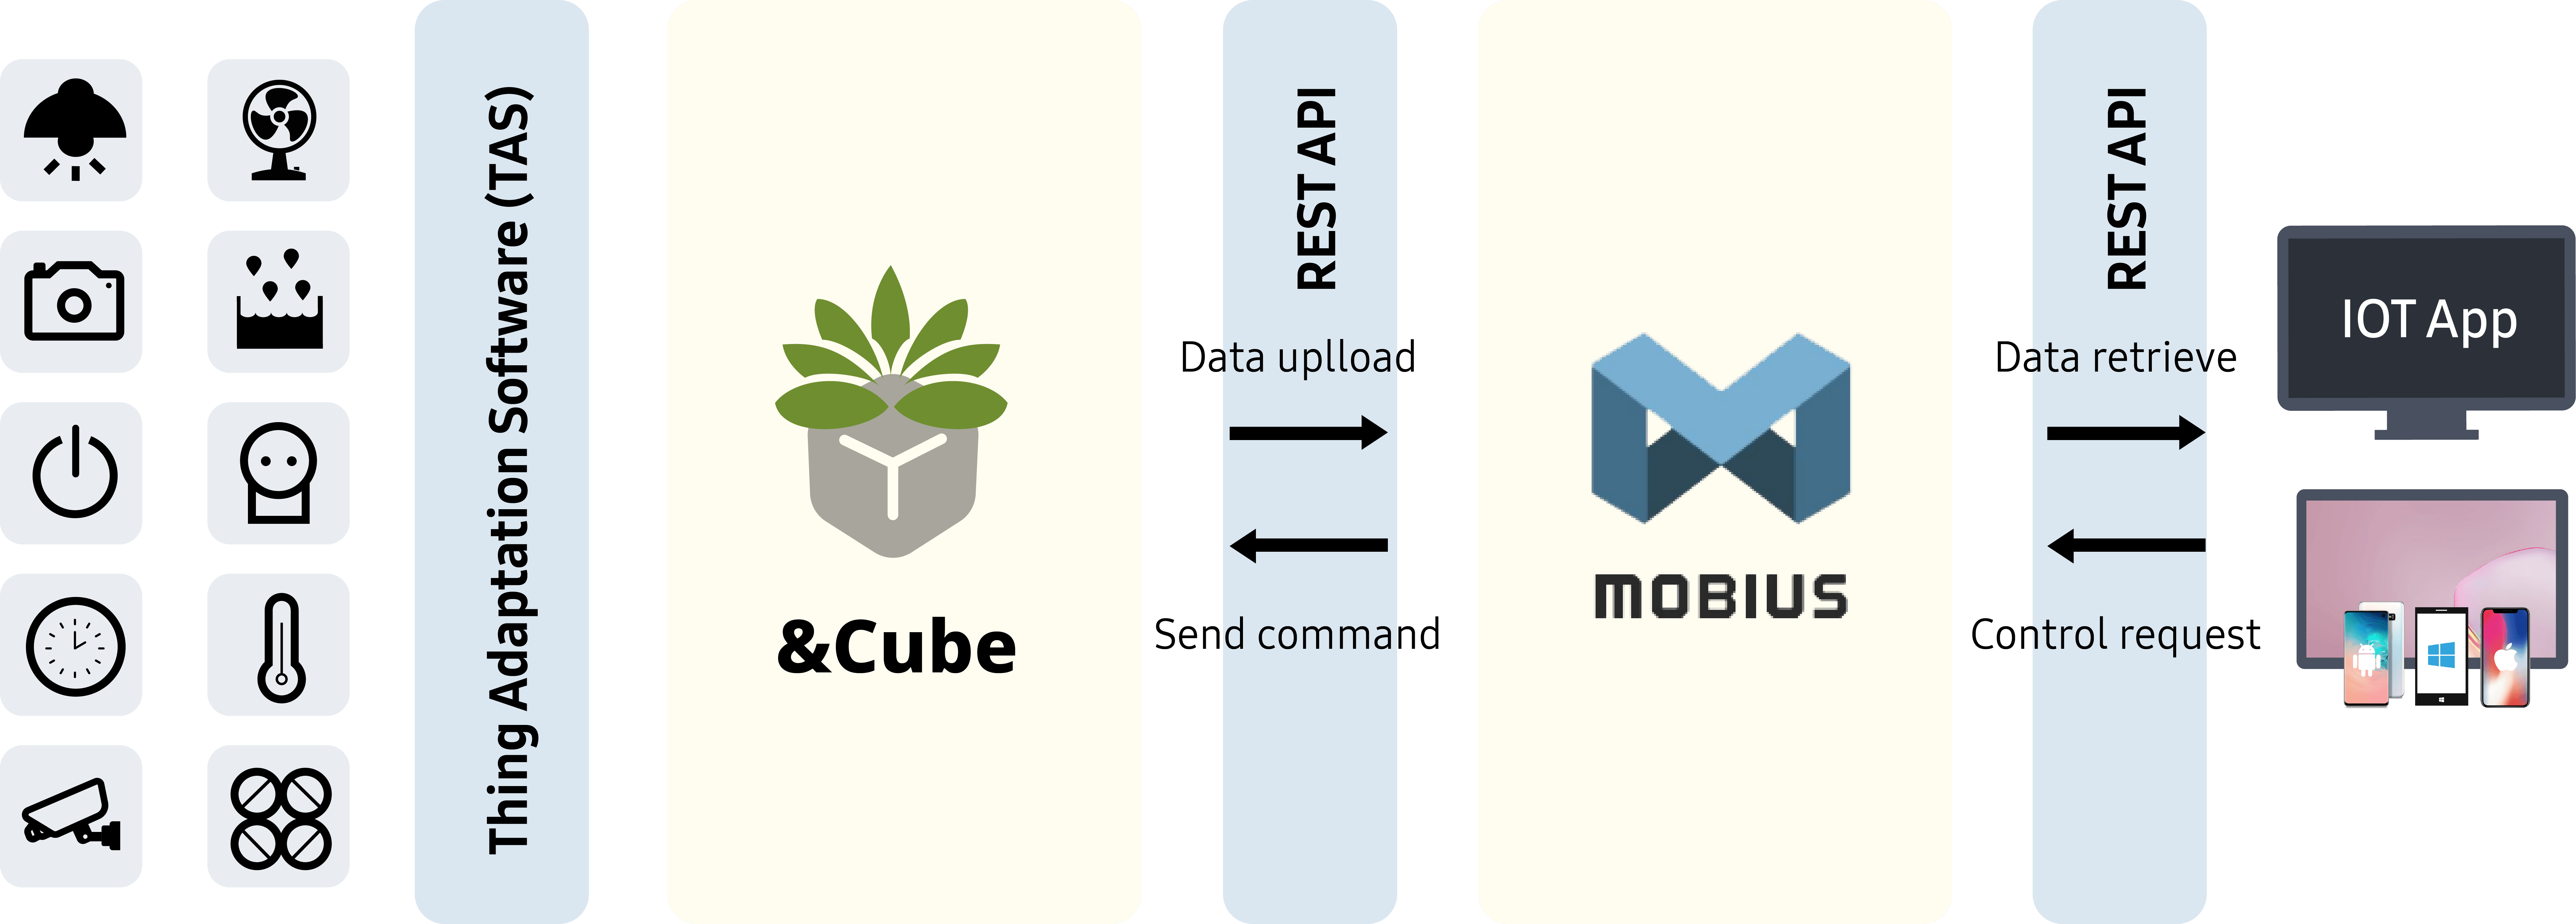 Thing Adaptation Software (TAS)
&Cube
REST API
Data uplload
Send command
MOBIUS
REST API
Data retrieve
Control request
IOT App